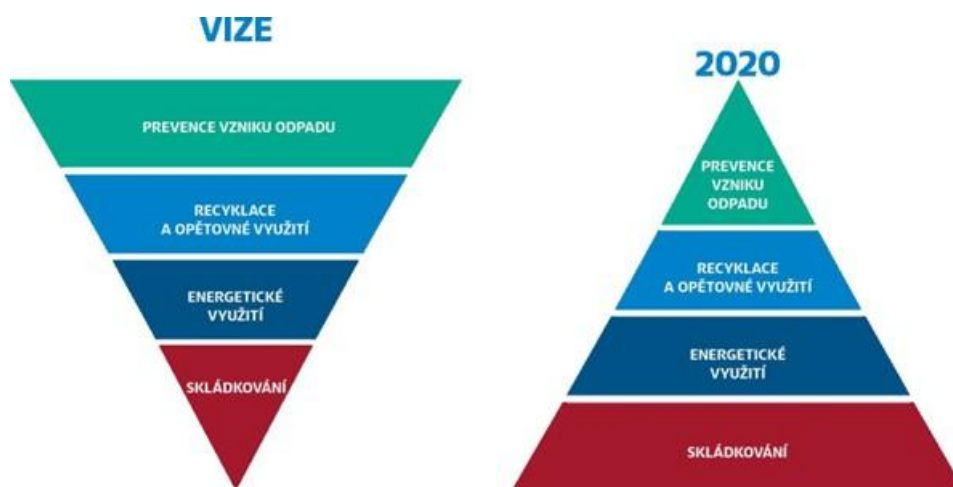 VIZE
PREVENCE VZNIKU ODPADU
RECYKLACE
A OPĚTOVNÉ VYUŽITÍ
ENERGETICKÉ
VYUŽITÍ
SKLÁDKOVÁNÍ
2020
PREVENCE
VZNIKU
ODPADU
RECYKLACE
A OPĚTOVNÉ VYUŽITÍ
ENERGETICKÉ
VYUŽITÍ
SKLÁDKOVÁNÍ